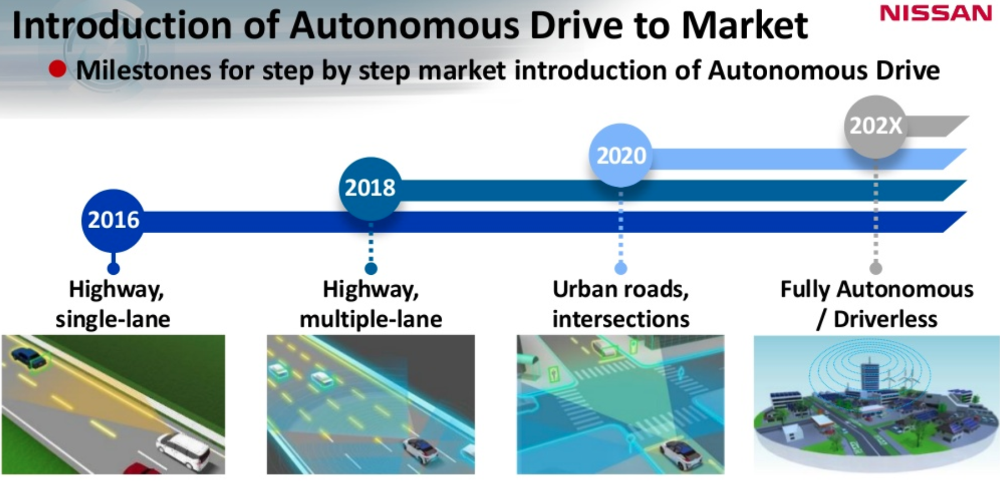 Introduction of Autonomous Drive to Market
NISSAN
Milestones for step by step market introduction of Autonomous Drive
202X
2020
2018
2016
Highway,
single-lane
Highway,
multiple-lane
Urban roads,
intersections
Fully Autonomous
/ Driverless